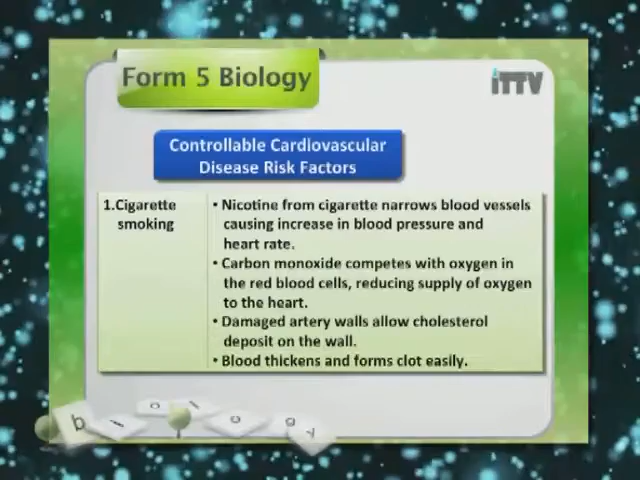 Form 5 Biology
iTTV
Controllable Cardiovascular
Disease Risk Factors
1.Cigarette
smoking
• Nicotine from cigarette narrows blood vessels
causing increase in blood pressure and
heart rate.
• Carbon monoxide competes with oxygen in
the red blood cells, reducing supply of oxygen
to the heart.
• Damaged artery walls allow cholesterol
deposit on the wall.
• Blood thickens and forms clot easily.
b i o l o g y